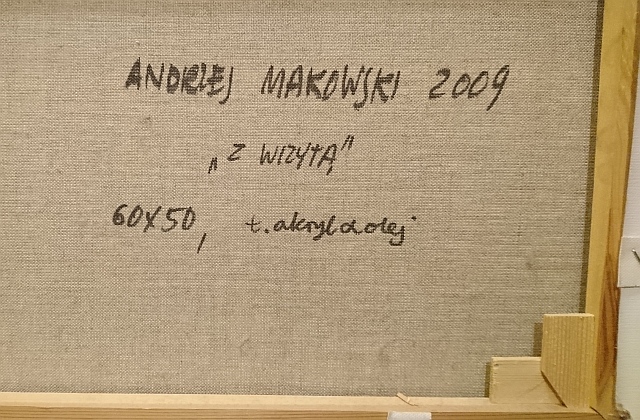 ANDRZEJ MAKOWSKI 2009
„Z WIZYTĄ”
60X50, t. akryl a olej